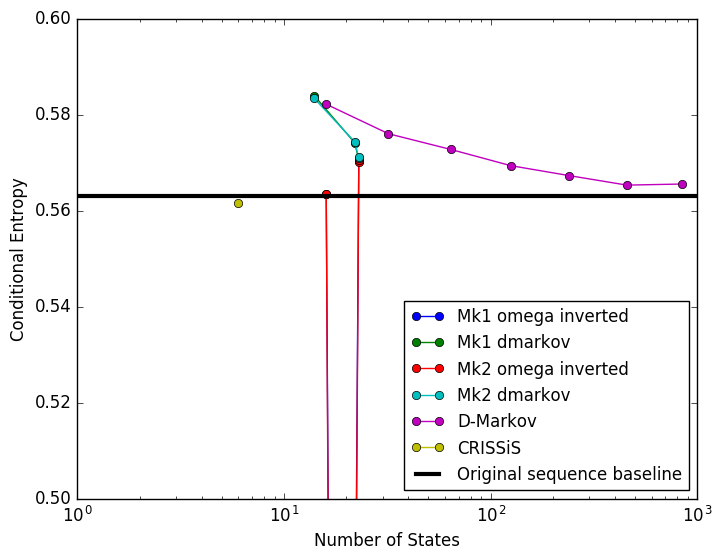 0.60
0.58
0.56
0.54
0.52
0.50
Conditional Entropy
Mk1 omega inverted
Mk1 dmarkov
Mk2 omega inverted
Mk2 dmarkov
D-Markov
CRISSiS
Original sequence baseline
10⁰ 10¹ 10² 10³
Number of States